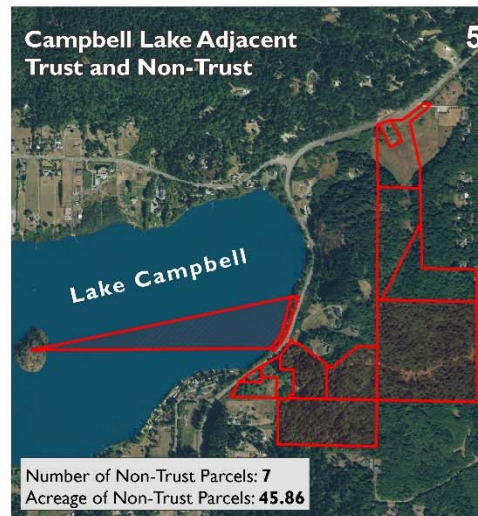 Campbell Lake Adjacent
Trust and Non-Trust
5
Lake Campbell
Number of Non-Trust Parcels: 7
Acreage of Non-Trust Parcels: 45.86